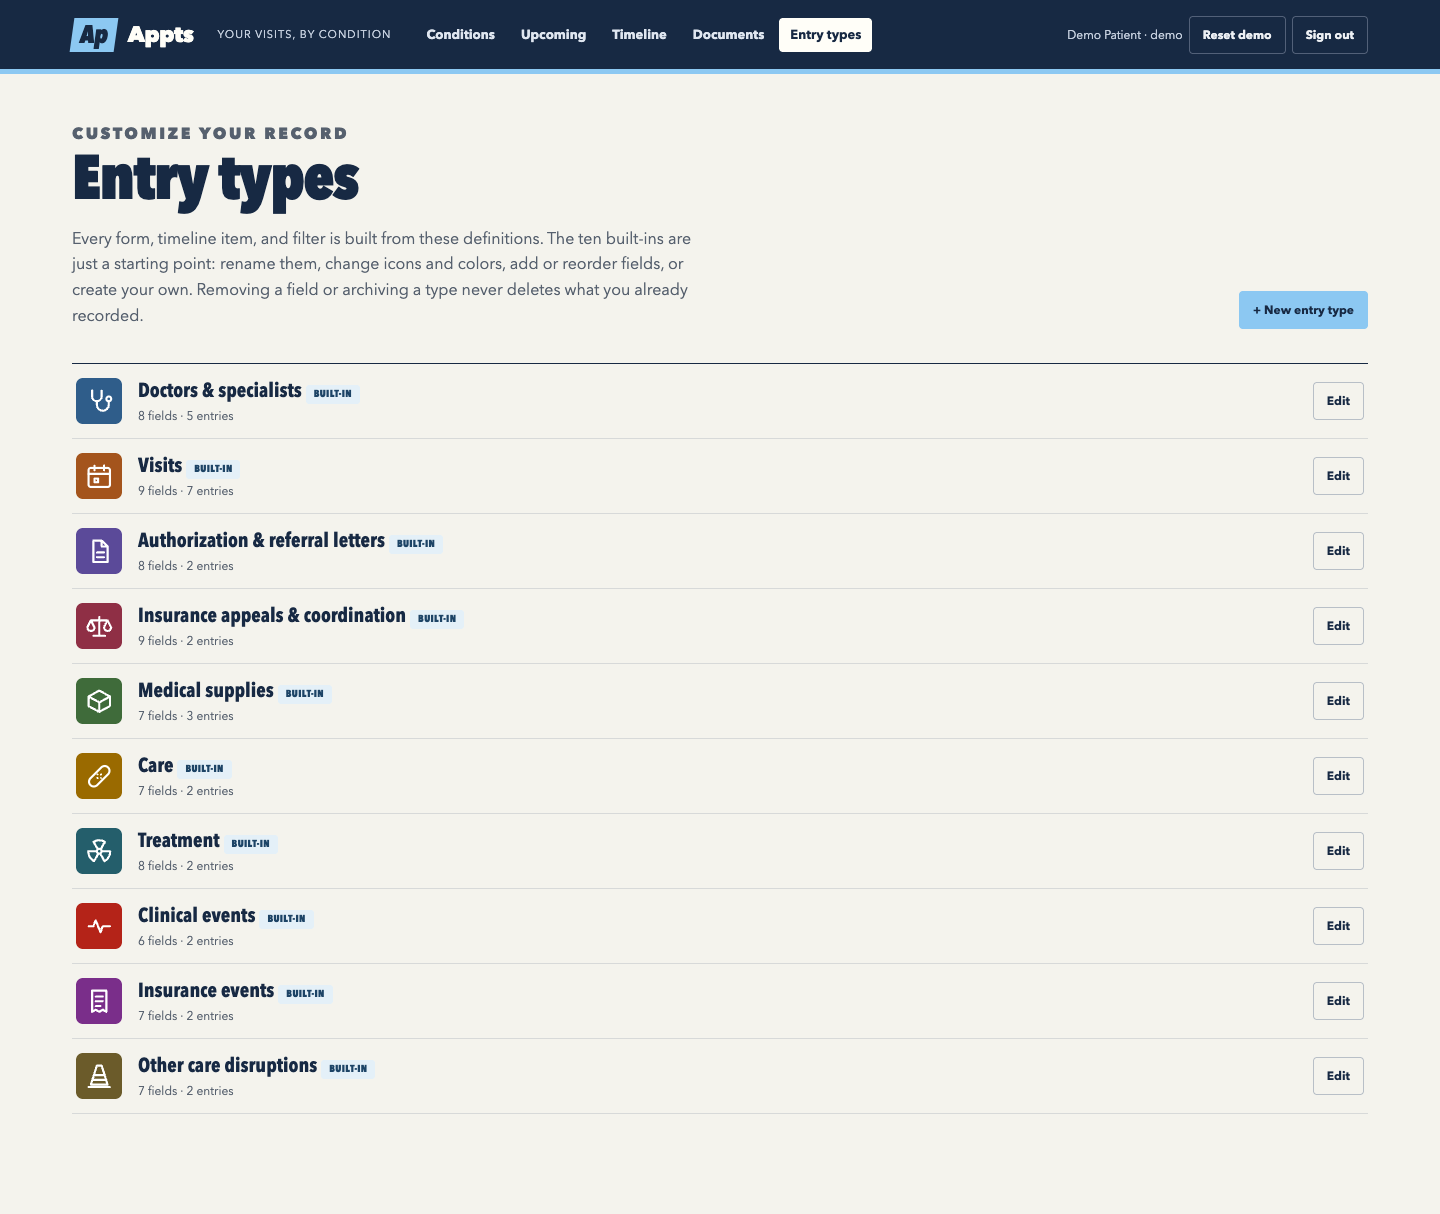 Ap Appts YOUR VISITS, BY CONDITION Conditions Upcoming Timeline Documents Entry types Demo Patient · demo Reset demo Sign out
CUSTOMIZE YOUR RECORD
Entry types
Every form, timeline item, and filter is built from these definitions. The ten built-ins are
just a starting point: rename them, change icons and colors, add or reorder fields, or
create your own. Removing a field or archiving a type never deletes what you already
recorded.
+ New entry type
Doctors & specialists BUILT-IN
8 fields · 5 entries
Edit
Visits BUILT-IN
9 fields · 7 entries
Edit
Authorization & referral letters BUILT-IN
8 fields · 2 entries
Edit
Insurance appeals & coordination BUILT-IN
9 fields · 2 entries
Edit
Medical supplies BUILT-IN
7 fields · 3 entries
Edit
Care BUILT-IN
7 fields · 2 entries
Edit
Treatment BUILT-IN
8 fields · 2 entries
Edit
Clinical events BUILT-IN
6 fields · 2 entries
Edit
Insurance events BUILT-IN
7 fields · 2 entries
Edit
Other care disruptions BUILT-IN
7 fields · 2 entries
Edit